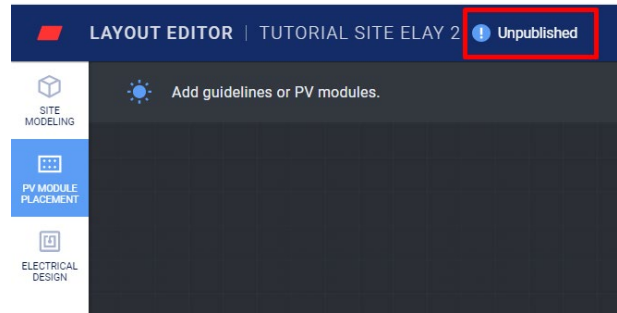 LAYOUT EDITOR | TUTORIAL SITE ELAY 2 ! Unpublished
Add guidelines or PV modules.
SITE
MODELING
PV MODULE
PLACEMENT
ELECTRICAL
DESIGN